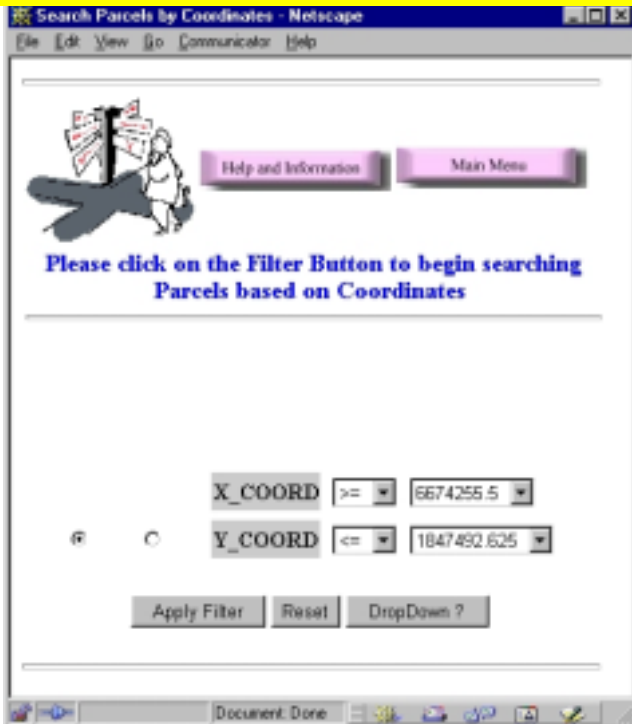 Search Parcels by Coordinates - Netscape
File Edit View Go Communicator Help
Help and Information Main Menu
Please click on the Filter Button to begin searching
Parcels based on Coordinates
X_COORD >= 6674255.5
Y_COORD <= 1847492.625
Apply Filter Reset DropDown ?
Document: Done